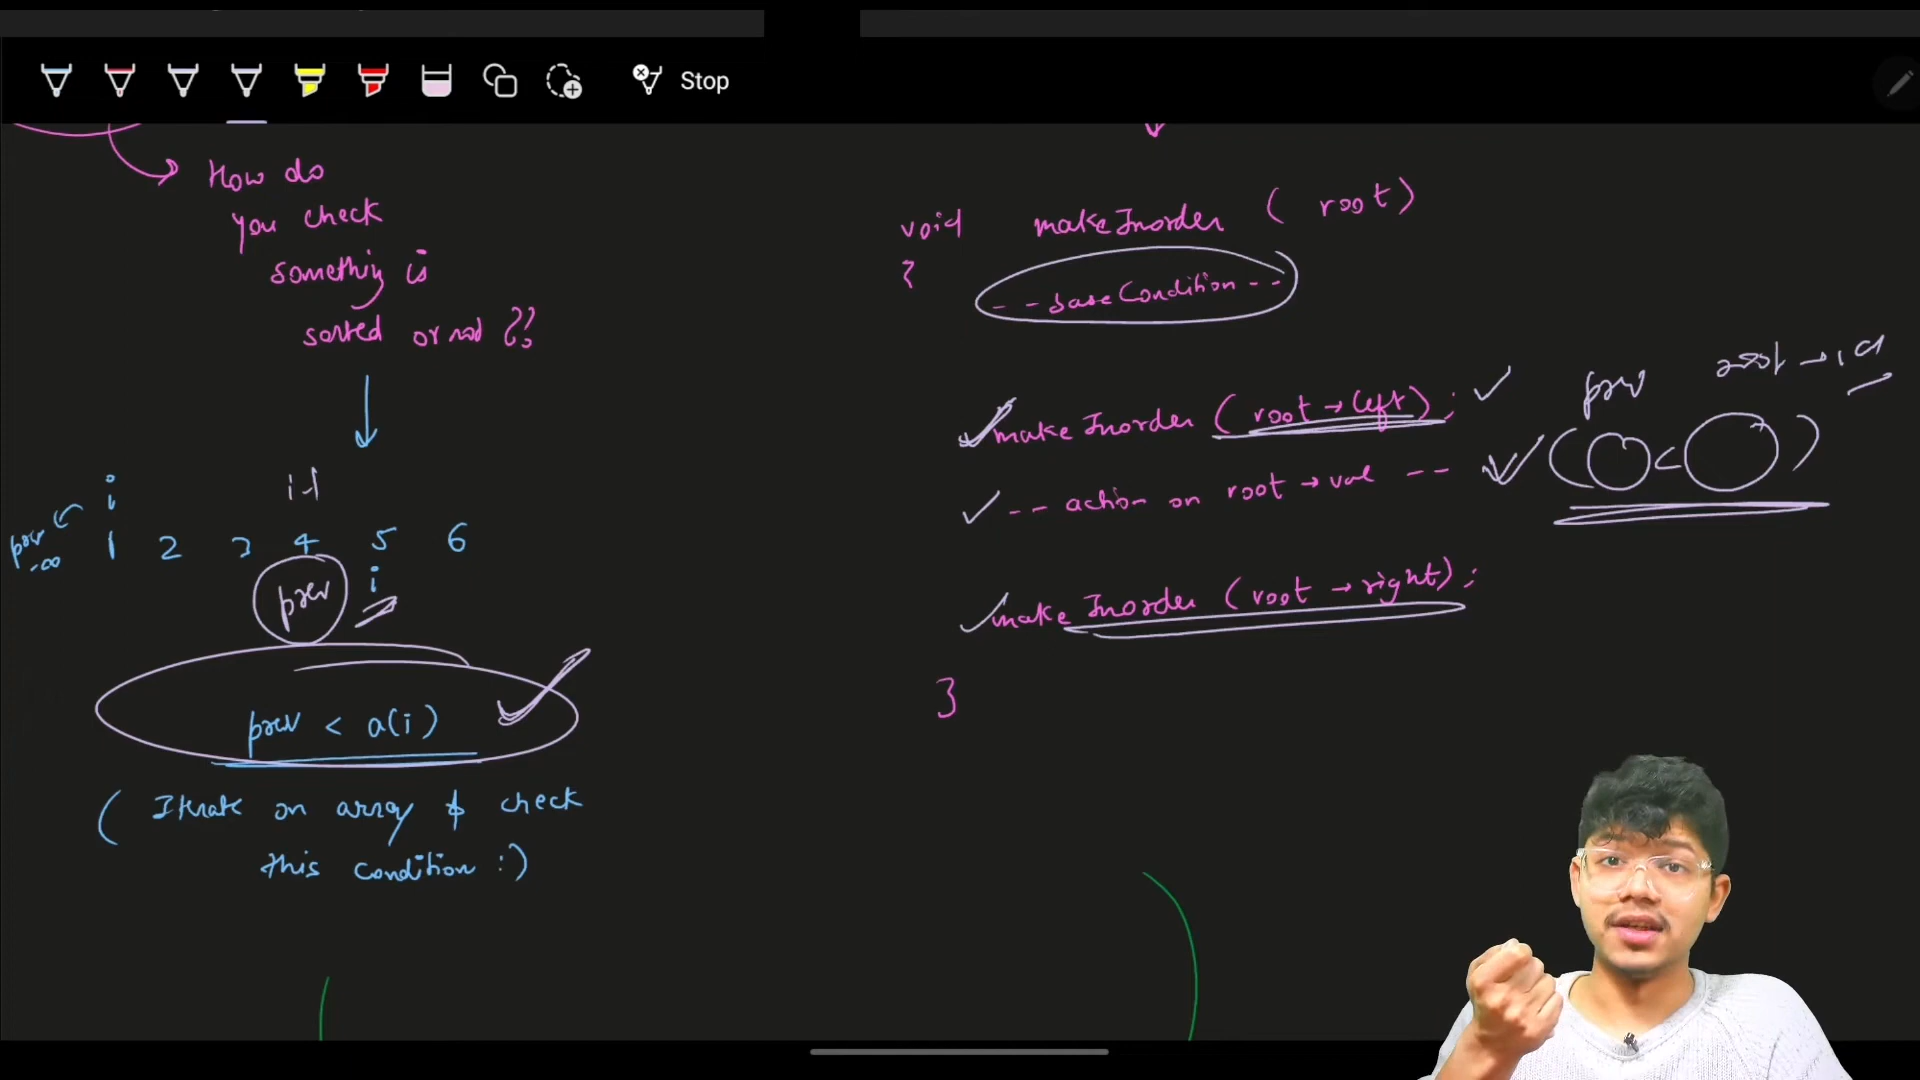 Stop
How do
you check
something is
sorted or not ??
i
i-1
prev
-∞
1 2 3 4 5 6
prev
i
prev < a(i)
( Iterate on array & check
this condition :)
void makeInorder ( root)
{
-- baseCondition --
makeInorder (root → left);
-- action on root → val --
makeInorder (root → right);
}
prev
<